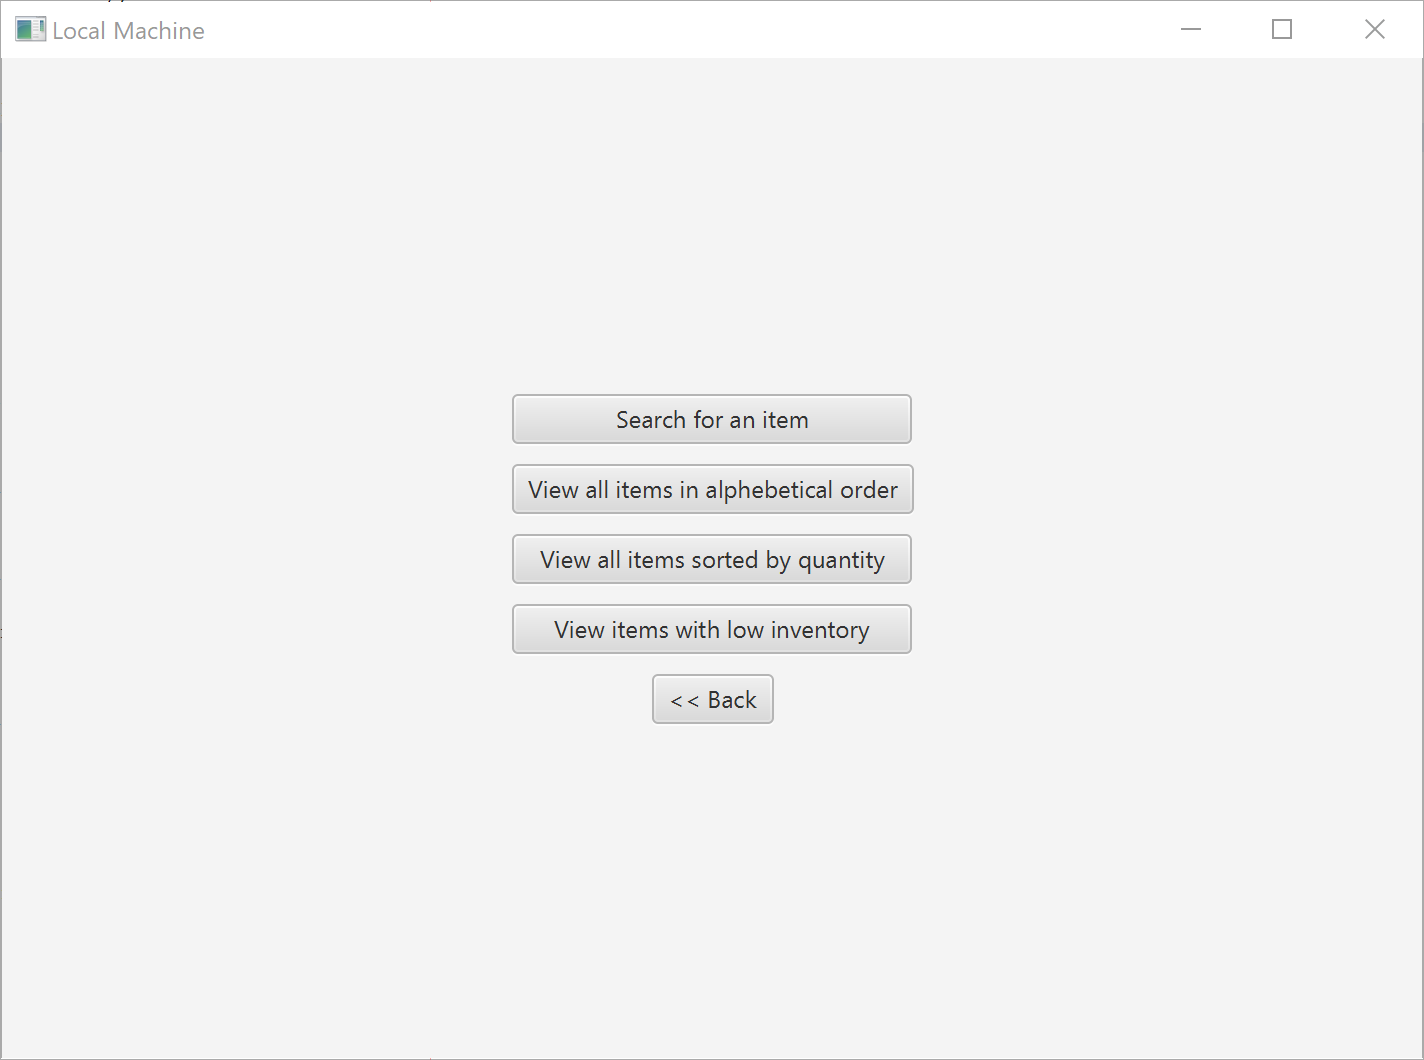 Local Machine
Search for an item
View all items in alphebetical order
View all items sorted by quantity
View items with low inventory
<< Back